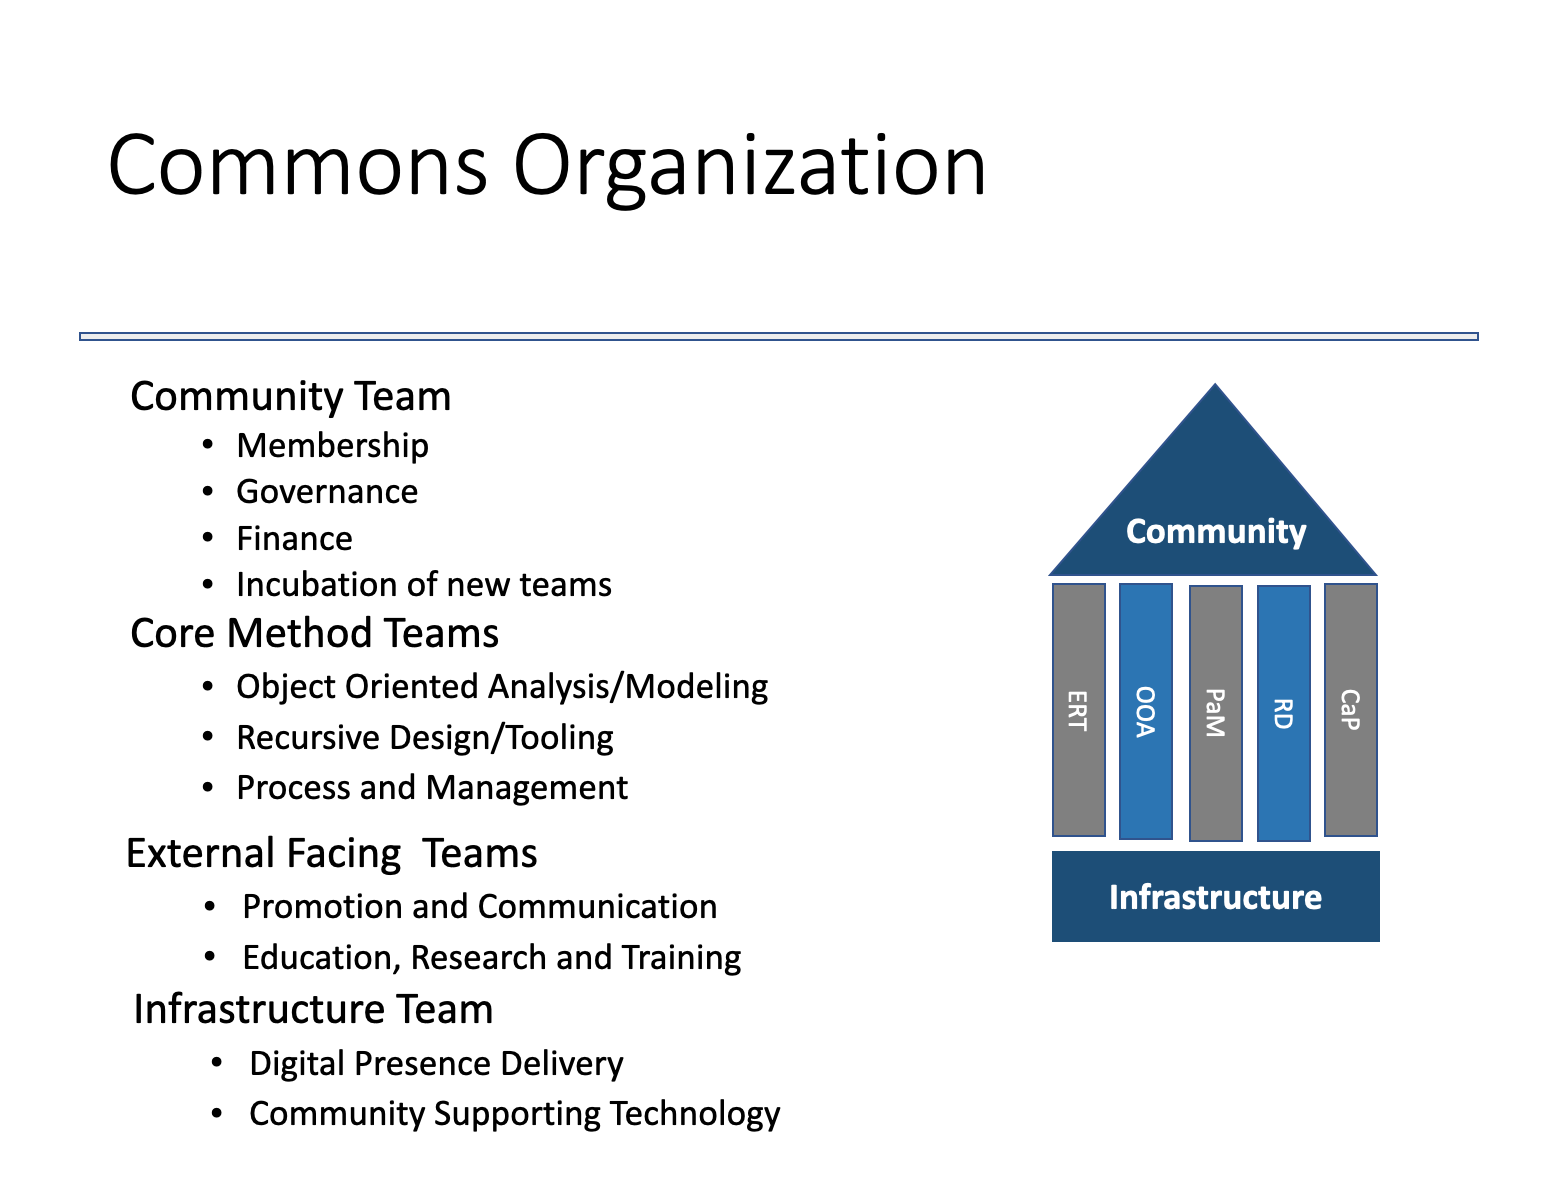 Commons Organization
Community Team
• Membership
• Governance
• Finance
• Incubation of new teams
Core Method Teams
• Object Oriented Analysis/Modeling
• Recursive Design/Tooling
• Process and Management
External Facing  Teams
• Promotion and Communication
• Education, Research and Training
Infrastructure Team
• Digital Presence Delivery
• Community Supporting Technology
Community
ERT
OOA
PaM
RD
CaP
Infrastructure